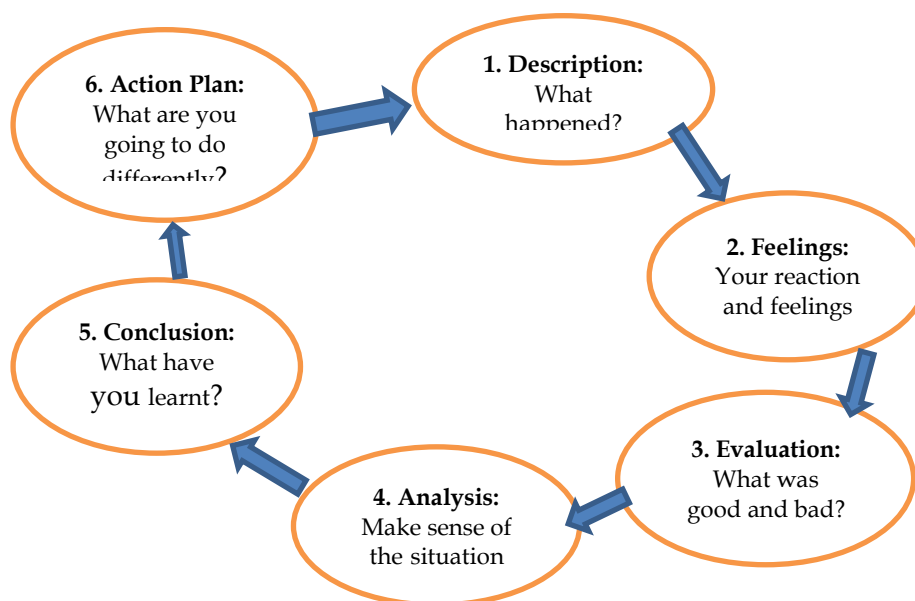 1. Description:
What
happened?
2. Feelings:
Your reaction
and feelings
3. Evaluation:
What was
good and bad?
4. Analysis:
Make sense of
the situation
5. Conclusion:
What have
you learnt?
6. Action Plan:
What are you
going to do
differently?